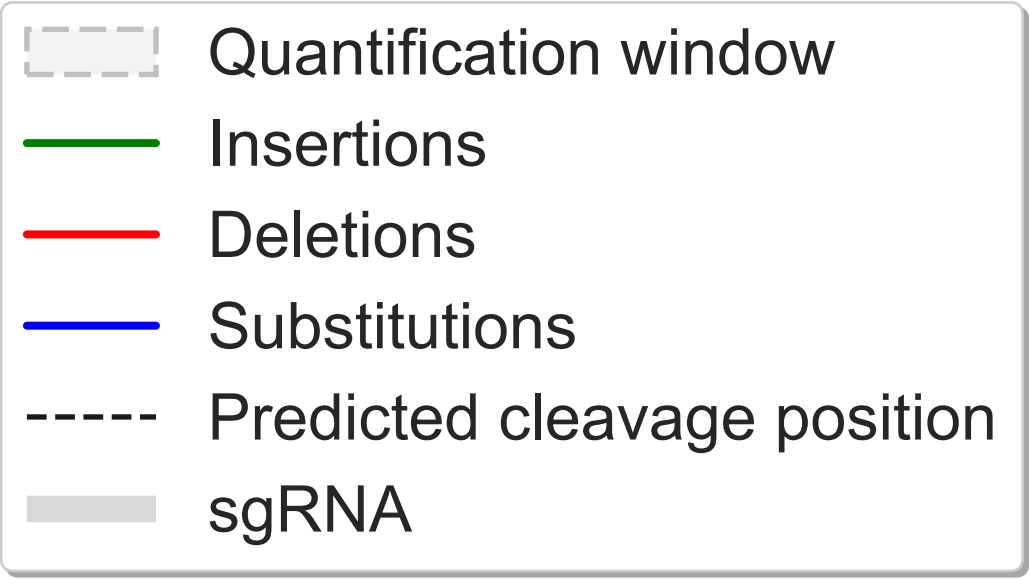 Quantification window
Insertions
Deletions
Substitutions
Predicted cleavage position
sgRNA